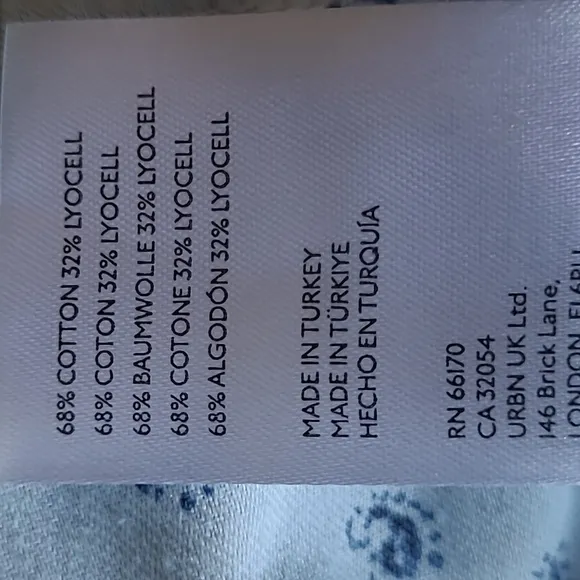 68% COTTON 32% LYOCELL
68% COTON 32% LYOCELL
68% BAUMWOLLE 32% LYOCELL
68% COTONE 32% LYOCELL
68% ALGODÓN 32% LYOCELL
MADE IN TURKEY
MADE IN TÜRKIYE
HECHO EN TURQUÍA
RN 66170
CA 32054
URBN UK Ltd.
146 Brick Lane,
LONDON,